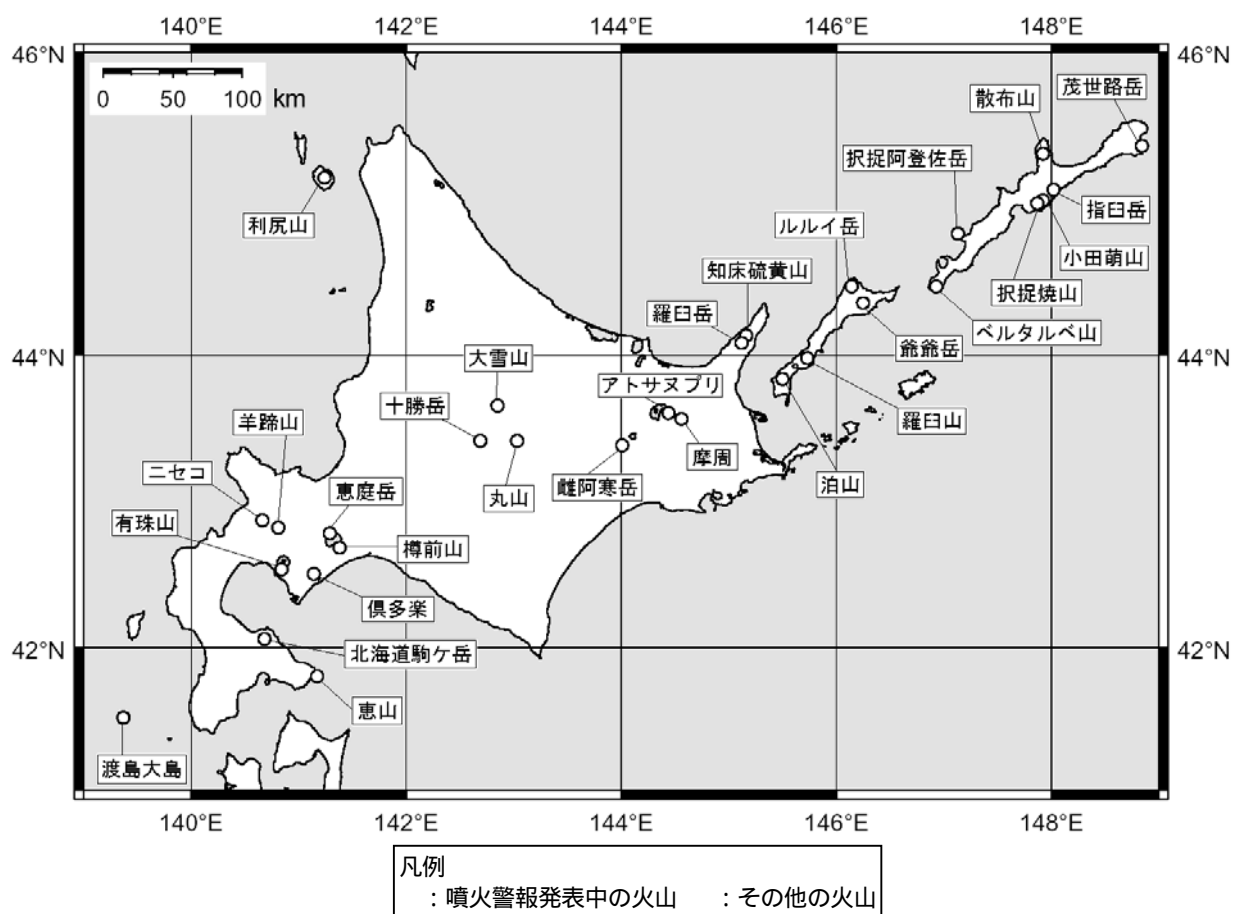 140°E 142°E 144°E 146°E 148°E
46°N 46°N
0 50 100 km
茂世路岳
散布山
択捉阿登佐岳
利尻山
指臼岳
ルルイ岳
小田萌山
知床硫黄山
択捉焼山
羅臼岳
ベルタルベ山
44°N 44°N
爺爺岳
大雪山
アトサヌプリ
十勝岳
羊蹄山
羅臼山
摩周
ニセコ
恵庭岳
丸山
雌阿寒岳
泊山
有珠山
樽前山
倶多楽
42°N 42°N
北海道駒ケ岳
恵山
渡島大島
140°E 142°E 144°E 146°E 148°E
凡例
:噴火警報発表中の火山 :その他の火山